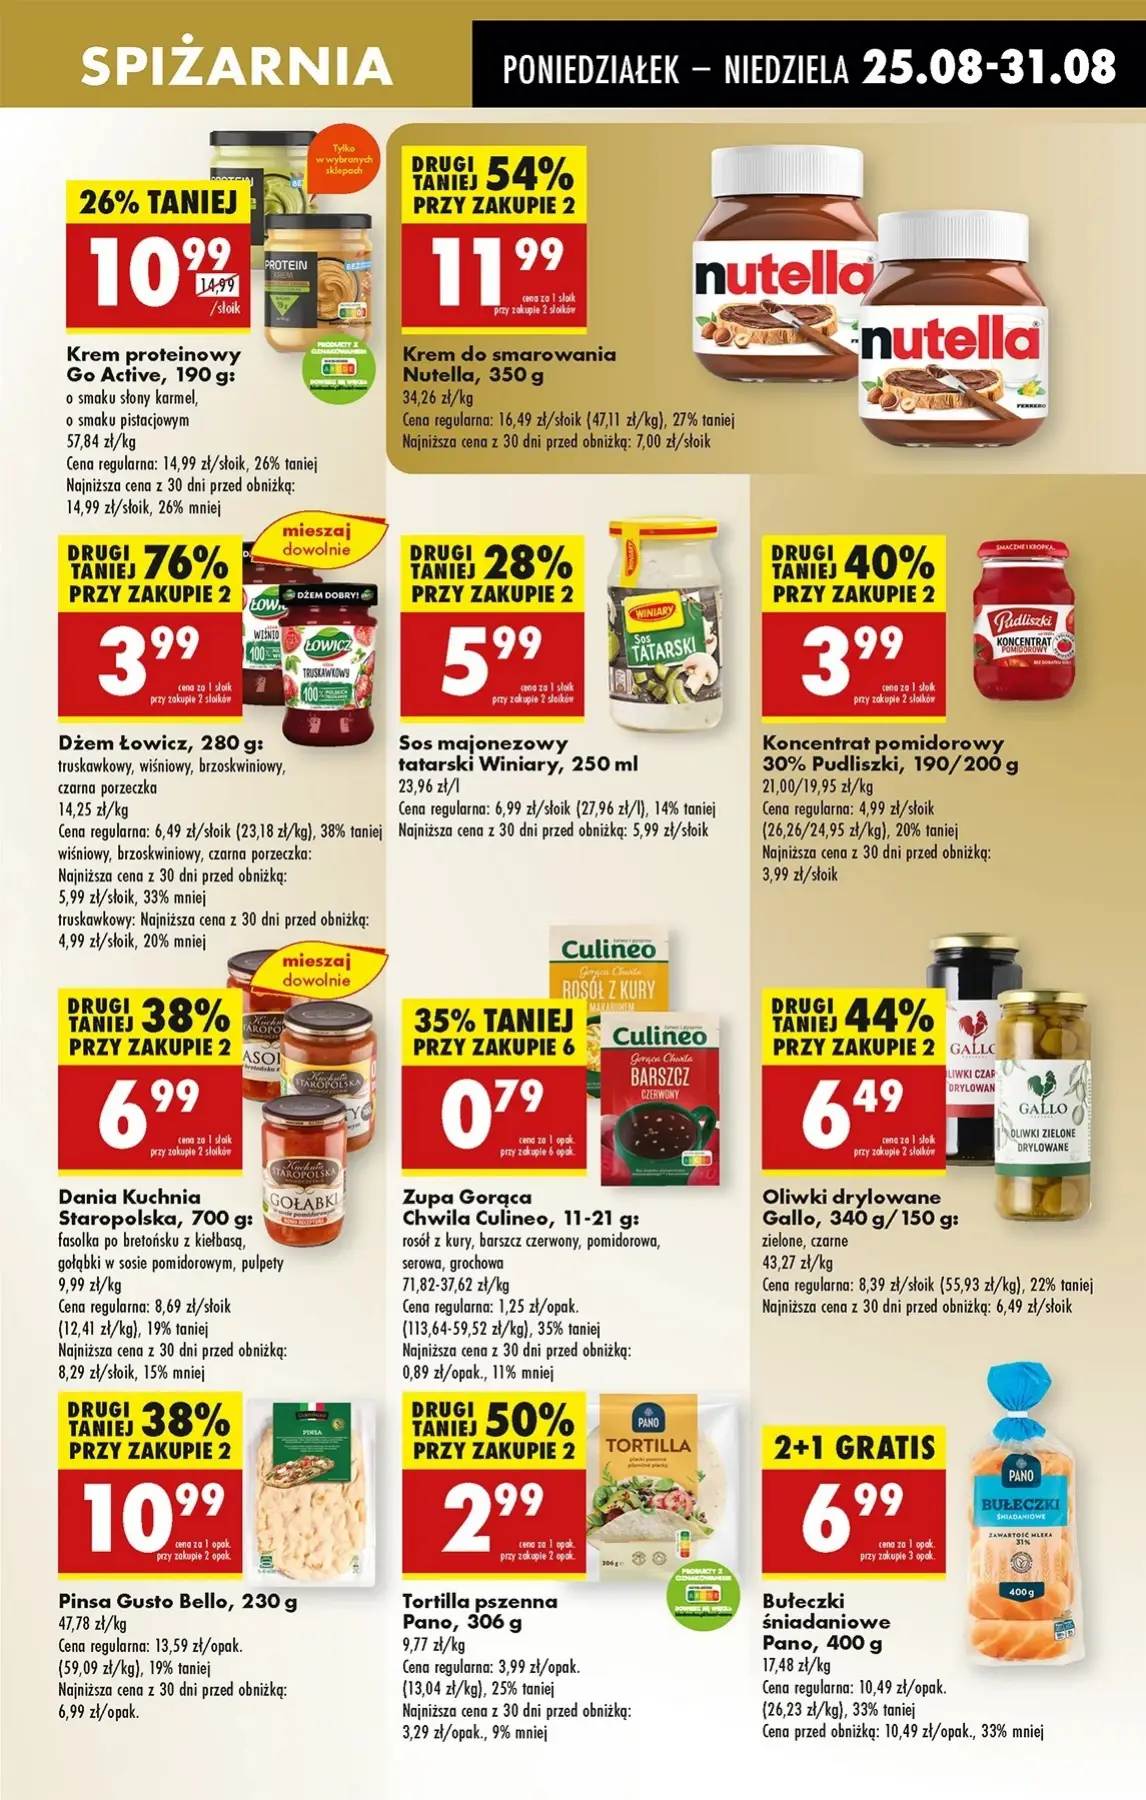 SPIŻARNIA
PONIEDZIAŁEK – NIEDZIELA 25.08-31.08
Tylko
w wybranych
sklepach
26% TANIEJ
10 99
14,99
/słoik
PROTEIN
KREM
Krem proteinowy
Go Active, 190 g:
o smaku słony karmel,
o smaku pistacjowym
57,84 zł/kg
Cena regularna: 14,99 zł/słoik, 26% taniej
Najniższa cena z 30 dni przed obniżką:
14,99 zł/słoik, 26% mniej
DRUGI
TANIEJ 54%
PRZY ZAKUPIE 2
11 99
cena za 1 słoik
przy zakupie 2 słoików
nutella
nutella
FERRERO
Krem do smarowania
Nutella, 350 g
34,26 zł/kg
Cena regularna: 16,49 zł/słoik (47,11 zł/kg), 27% taniej
Najniższa cena z 30 dni przed obniżką: 7,00 zł/słoik
mieszaj
dowolnie
DRUGI
TANIEJ 76%
PRZY ZAKUPIE 2
3 99
cena za 1 słoik
przy zakupie 2 słoików
DŻEM DOBRY!
ŁOWICZ
TRUSKAWKOWY
100%
Dżem Łowicz, 280 g:
truskawkowy, wiśniowy, brzoskwiniowy,
czarna porzeczka
14,25 zł/kg
Cena regularna: 6,49 zł/słoik (23,18 zł/kg), 38% taniej
wiśniowy, brzoskwiniowy, czarna porzeczka:
Najniższa cena z 30 dni przed obniżką:
5,99 zł/słoik, 33% mniej
truskawkowy: Najniższa cena z 30 dni przed obniżką:
4,99 zł/słoik, 20% mniej
DRUGI
TANIEJ 28%
PRZY ZAKUPIE 2
5 99
cena za 1 słoik
przy zakupie 2 słoików
WINIARY
WINIARY
Sos
TATARSKI
Sos majonezowy
tatarski Winiary, 250 ml
23,96 zł/l
Cena regularna: 6,99 zł/słoik (27,96 zł/l), 14% taniej
Najniższa cena z 30 dni przed obniżką: 5,99 zł/słoik
DRUGI
TANIEJ 40%
PRZY ZAKUPIE 2
3 99
cena za 1 słoik
przy zakupie 2 słoików
SMACZNE I KROPKA.
Pudliszki
KONCENTRAT
POMIDOROWY
Koncentrat pomidorowy
30% Pudliszki, 190/200 g
21,00/19,95 zł/kg
Cena regularna: 4,99 zł/słoik
(26,26/24,95 zł/kg), 20% taniej
Najniższa cena z 30 dni przed obniżką:
3,99 zł/słoik
mieszaj
dowolnie
DRUGI
TANIEJ 38%
PRZY ZAKUPIE 2
6 99
cena za 1 słoik
przy zakupie 2 słoików
Kuchnia
STAROPOLSKA
GOŁĄBKI
w sosie pomidorowym
Dania Kuchnia
Staropolska, 700 g:
fasolka po bretońsku z kiełbasą,
gołąbki w sosie pomidorowym, pulpety
9,99 zł/kg
Cena regularna: 8,69 zł/słoik
(12,41 zł/kg), 19% taniej
Najniższa cena z 30 dni przed obniżką:
8,29 zł/słoik, 15% mniej
35% TANIEJ
PRZY ZAKUPIE 6
0 79
cena za 1 opak.
przy zakupie 6 opak.
Culineo
Gorąca Chwila
ROSÓŁ Z KURY
Z MAKARONEM
Culineo
Gorąca Chwila
BARSZCZ
CZERWONY
Zupa Gorąca
Chwila Culineo, 11-21 g:
rosół z kury, barszcz czerwony, pomidorowa,
serowa, grochowa
71,82-37,62 zł/kg
Cena regularna: 1,25 zł/opak.
(113,64-59,52 zł/kg), 35% taniej
Najniższa cena z 30 dni przed obniżką:
0,89 zł/opak., 11% mniej
DRUGI
TANIEJ 44%
PRZY ZAKUPIE 2
6 49
cena za 1 słoik
przy zakupie 2 słoików
GALLO
OLIWKI ZIELONE
DRYLOWANE
Oliwki drylowane
Gallo, 340 g/150 g:
zielone, czarne
43,27 zł/kg
Cena regularna: 8,39 zł/słoik (55,93 zł/kg), 22% taniej
Najniższa cena z 30 dni przed obniżką: 6,49 zł/słoik
DRUGI
TANIEJ 38%
PRZY ZAKUPIE 2
10 99
cena za 1 opak.
przy zakupie 2 opak.
PINSA
Pinsa Gusto Bello, 230 g
47,78 zł/kg
Cena regularna: 13,59 zł/opak.
(59,09 zł/kg), 19% taniej
Najniższa cena z 30 dni przed obniżką:
6,99 zł/opak.
DRUGI
TANIEJ 50%
PRZY ZAKUPIE 2
2 99
cena za 1 opak.
przy zakupie 2 opak.
PANO
TORTILLA
306 g
Tortilla pszenna
Pano, 306 g
9,77 zł/kg
Cena regularna: 3,99 zł/opak.
(13,04 zł/kg), 25% taniej
Najniższa cena z 30 dni przed obniżką:
3,29 zł/opak., 9% mniej
2+1 GRATIS
6 99
cena za 1 opak.
przy zakupie 3 opak.
PANO
BUŁECZKI
ŚNIADANIOWE
ZAWARTOŚĆ MLEKA
31%
400 g
Bułeczki
śniadaniowe
Pano, 400 g
17,48 zł/kg
Cena regularna: 10,49 zł/opak.
(26,23 zł/kg), 33% taniej
Cena przed obniżką: 10,49 zł/opak., 33% mniej